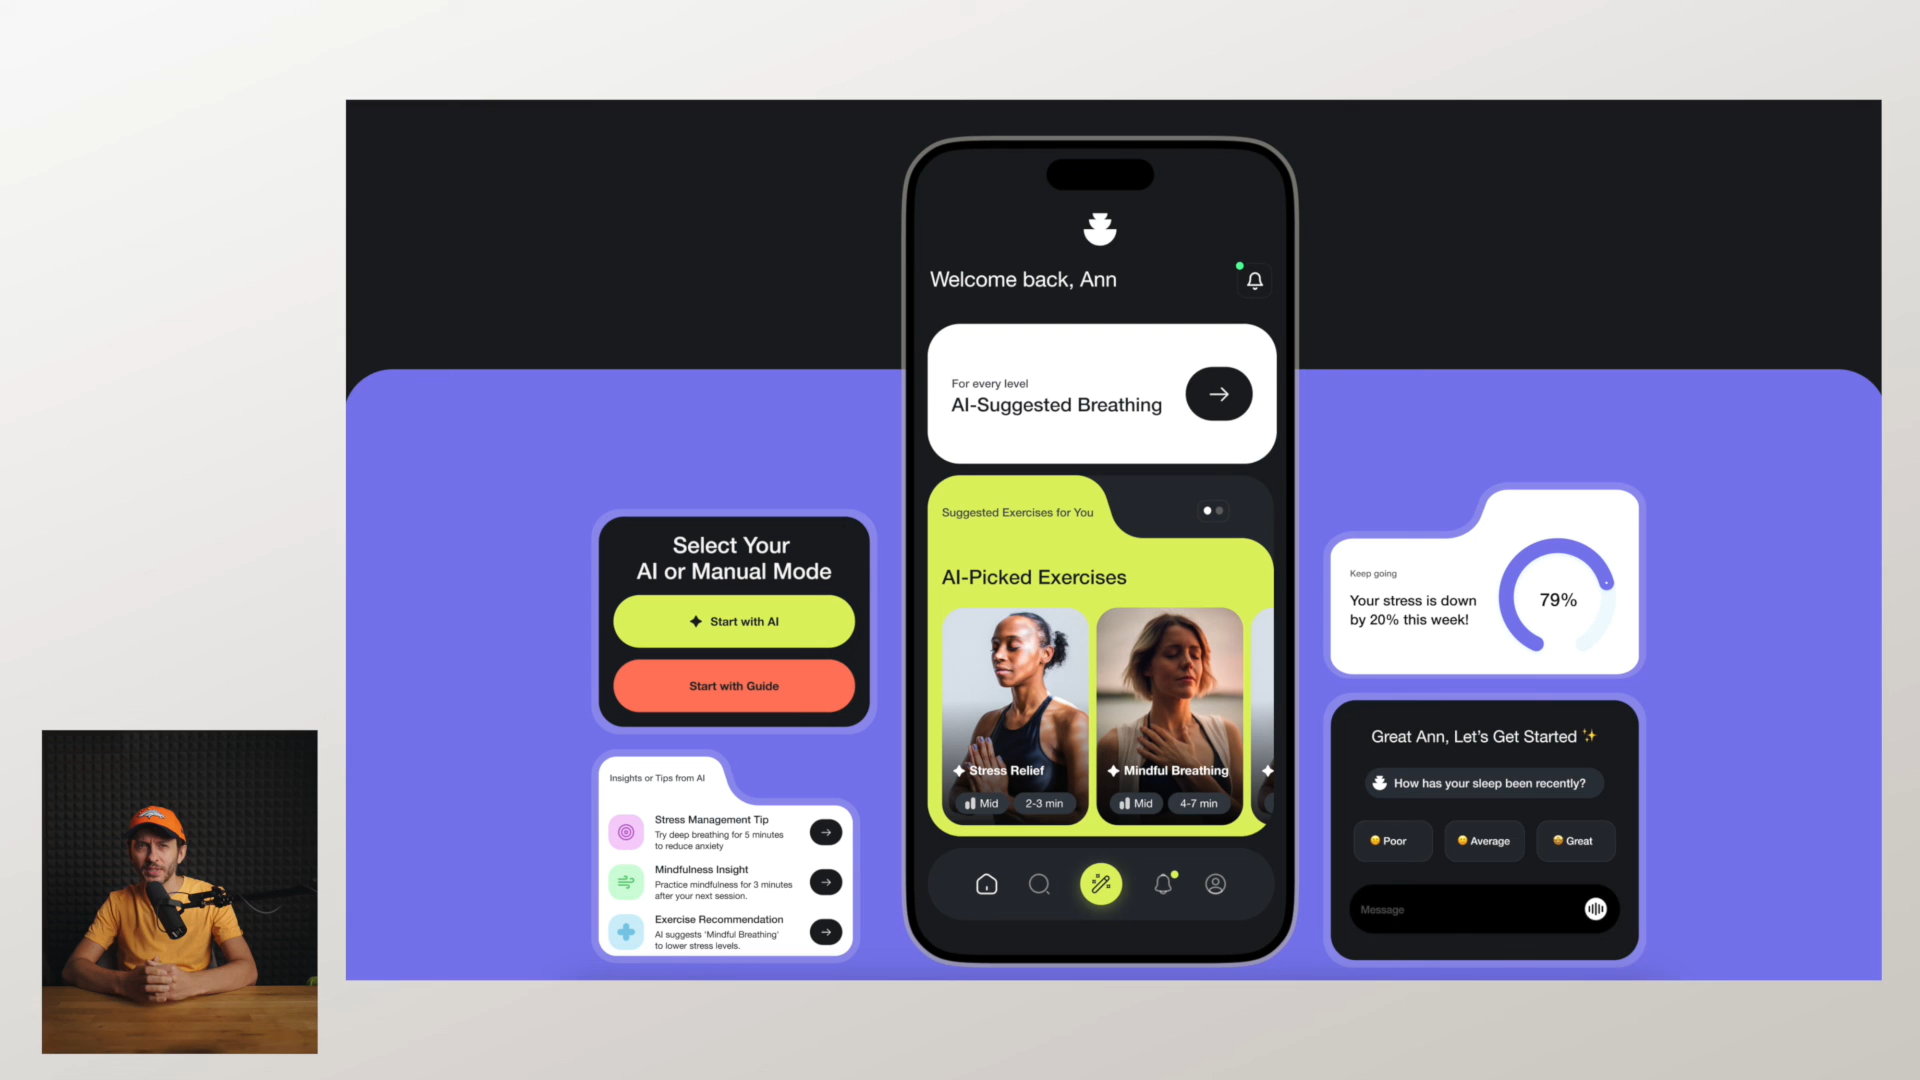 Welcome back, Ann
For every level
AI-Suggested Breathing
Suggested Exercises for You
AI-Picked Exercises
Stress Relief
Mid
2-3 min
Mindful Breathing
Mid
4-7 min
Select Your
AI or Manual Mode
Start with AI
Start with Guide
Insights or Tips from AI
Stress Management Tip
Try deep breathing for 5 minutes
to reduce anxiety
Mindfulness Insight
Practice mindfulness for 3 minutes
after your next session.
Exercise Recommendation
AI suggests 'Mindful Breathing'
to lower stress levels.
Keep going
Your stress is down
by 20% this week!
79%
Great Ann, Let's Get Started ✨
How has your sleep been recently?
Poor
Average
Great
Message